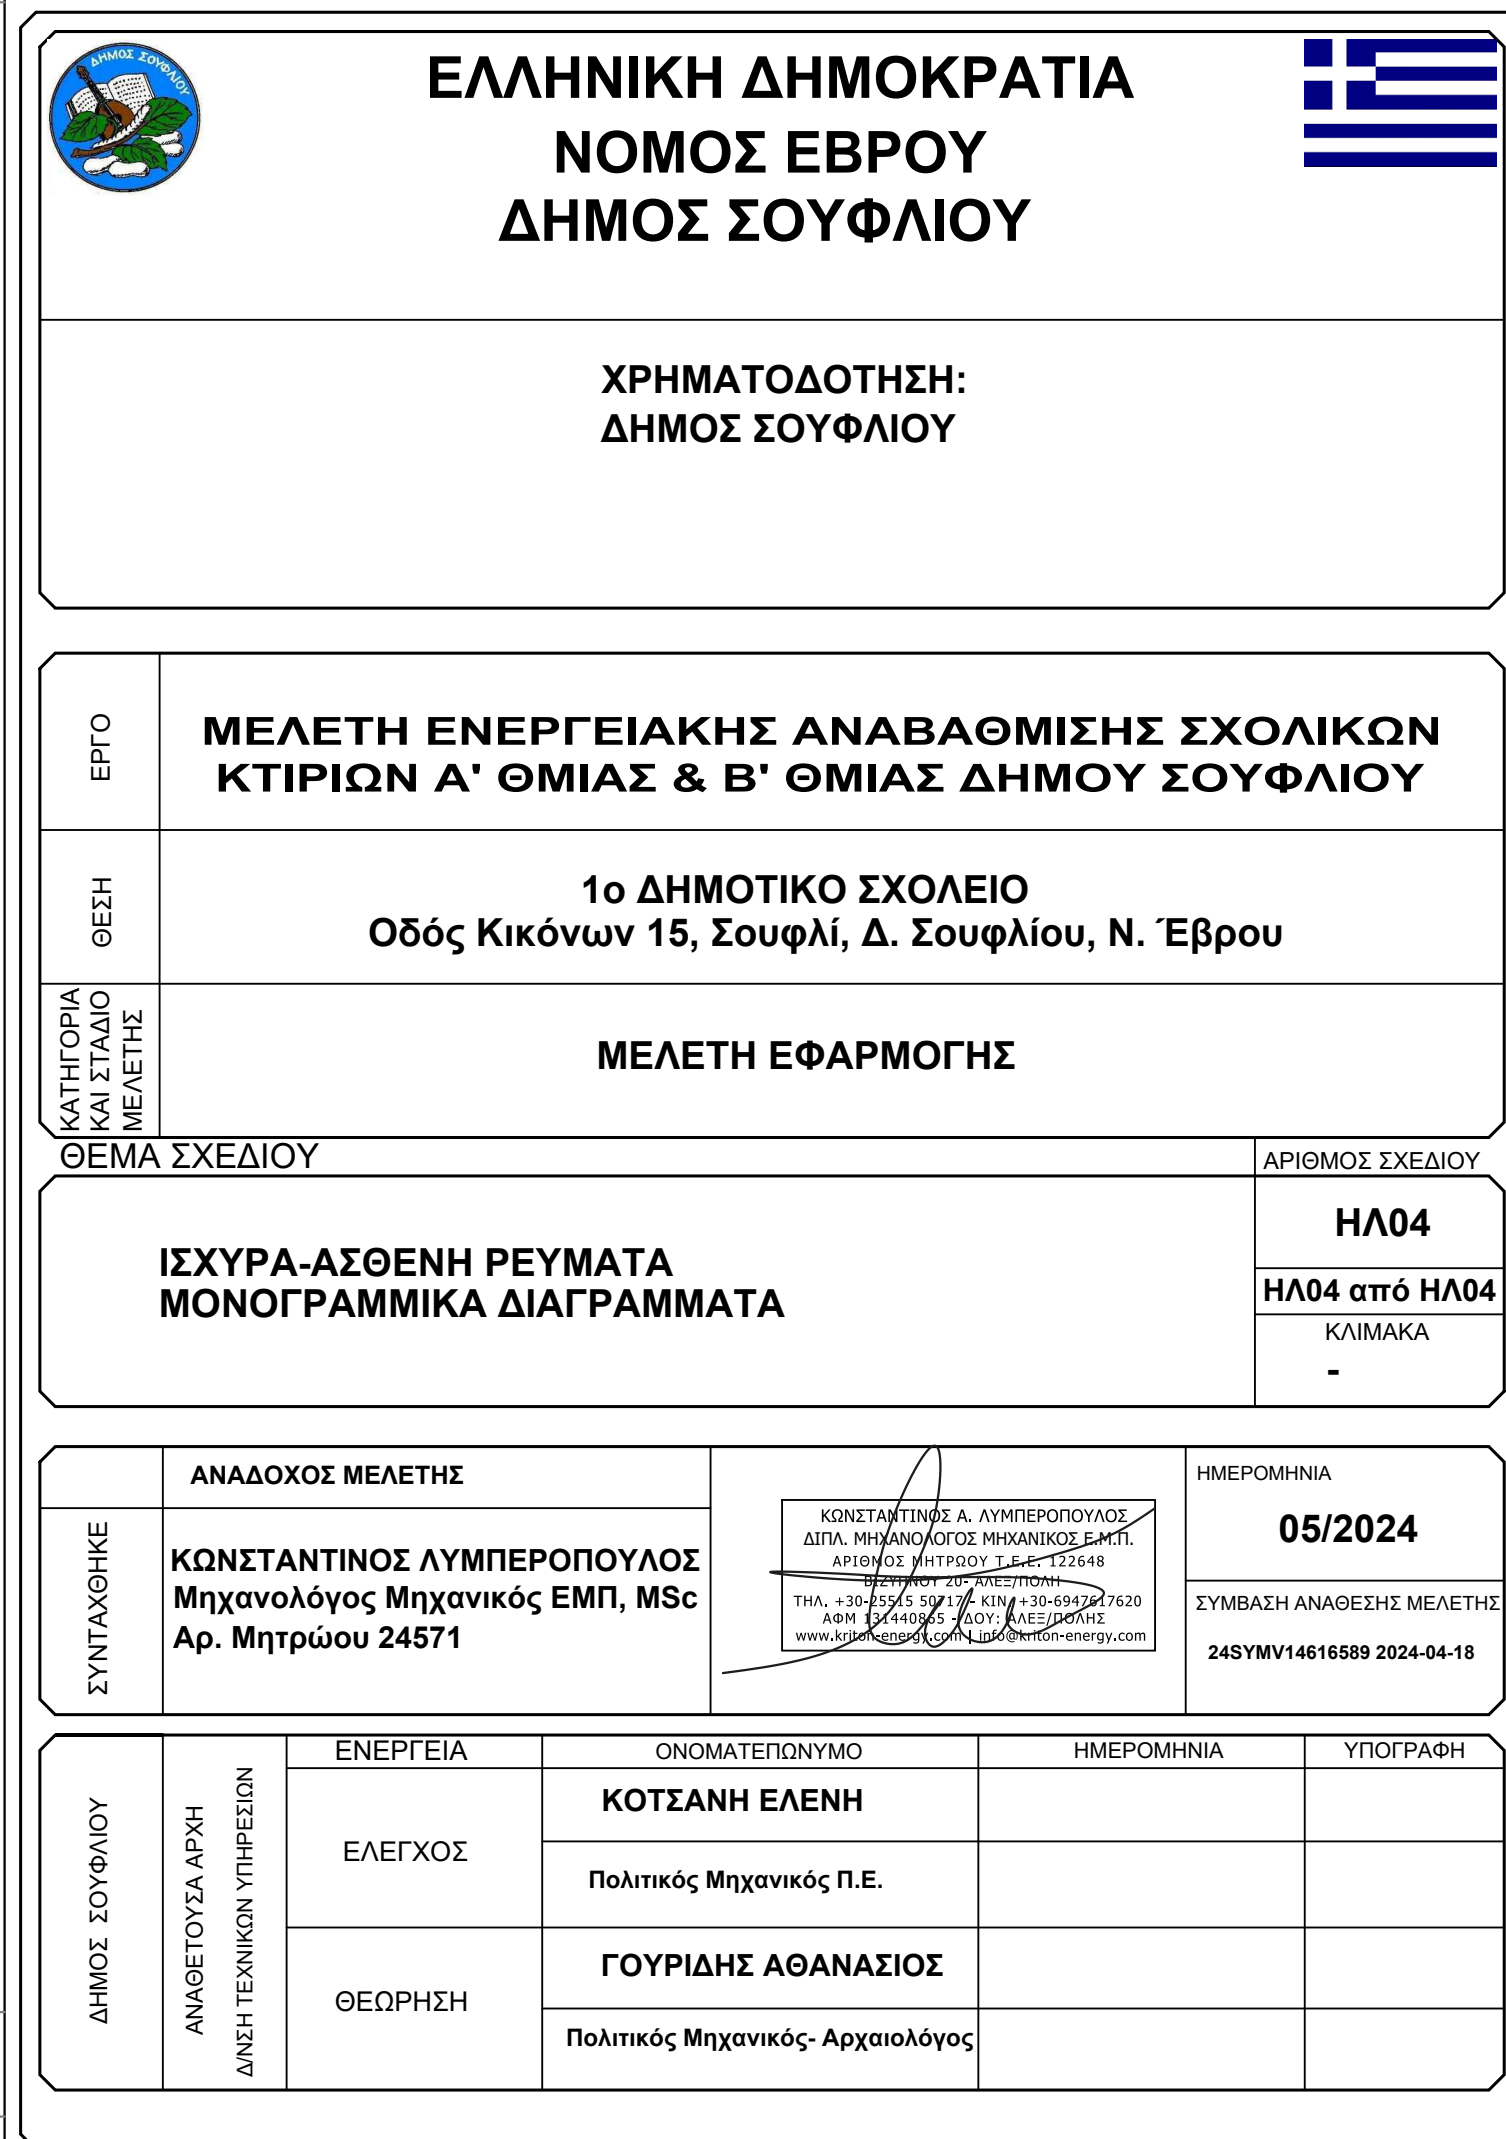 ΔΗΜΟΣ ΣΟΥΦΛΙΟΥ
ΕΛΛΗΝΙΚΗ ΔΗΜΟΚΡΑΤΙΑ
ΝΟΜΟΣ ΕΒΡΟΥ
ΔΗΜΟΣ ΣΟΥΦΛΙΟΥ
ΧΡΗΜΑΤΟΔΟΤΗΣΗ:
ΔΗΜΟΣ ΣΟΥΦΛΙΟΥ
ΕΡΓΟ
ΜΕΛΕΤΗ ΕΝΕΡΓΕΙΑΚΗΣ ΑΝΑΒΑΘΜΙΣΗΣ ΣΧΟΛΙΚΩΝ
ΚΤΙΡΙΩΝ Α' ΘΜΙΑΣ & Β' ΘΜΙΑΣ ΔΗΜΟΥ ΣΟΥΦΛΙΟΥ
ΘΕΣΗ
1ο ΔΗΜΟΤΙΚΟ ΣΧΟΛΕΙΟ
Οδός Κικόνων 15, Σουφλί, Δ. Σουφλίου, Ν. Έβρου
ΚΑΤΗΓΟΡΙΑ
ΚΑΙ ΣΤΑΔΙΟ
ΜΕΛΕΤΗΣ
ΜΕΛΕΤΗ ΕΦΑΡΜΟΓΗΣ
ΘΕΜΑ ΣΧΕΔΙΟΥ
ΑΡΙΘΜΟΣ ΣΧΕΔΙΟΥ
ΙΣΧΥΡΑ-ΑΣΘΕΝΗ ΡΕΥΜΑΤΑ
ΜΟΝΟΓΡΑΜΜΙΚΑ ΔΙΑΓΡΑΜΜΑΤΑ
ΗΛ04
ΗΛ04 από ΗΛ04
ΚΛΙΜΑΚΑ
-
ΣΥΝΤΑΧΘΗΚΕ
ΑΝΑΔΟΧΟΣ ΜΕΛΕΤΗΣ
ΚΩΝΣΤΑΝΤΙΝΟΣ ΛΥΜΠΕΡΟΠΟΥΛΟΣ
Μηχανολόγος Μηχανικός ΕΜΠ, MSc
Αρ. Μητρώου 24571
ΚΩΝΣΤΑΝΤΙΝΟΣ Α. ΛΥΜΠΕΡΟΠΟΥΛΟΣ
ΔΙΠΛ. ΜΗΧΑΝΟΛΟΓΟΣ ΜΗΧΑΝΙΚΟΣ Ε.Μ.Π.
ΑΡΙΘΜΟΣ ΜΗΤΡΩΟΥ Τ.Ε.Ε. 122648
ΒΙΖΥΗΝΟΥ 20- ΑΛΕΞ/ΠΟΛΗ
ΤΗΛ. +30-25515 50717 - ΚΙΝ. +30-6947617620
ΑΦΜ 131440865 - ΔΟΥ: ΑΛΕΞ/ΠΟΛΗΣ
www.kriton-energy.com | info@kriton-energy.com
ΗΜΕΡΟΜΗΝΙΑ
05/2024
ΣΥΜΒΑΣΗ ΑΝΑΘΕΣΗΣ ΜΕΛΕΤΗΣ
24SYMV14616589 2024-04-18
ΔΗΜΟΣ ΣΟΥΦΛΙΟΥ
ΑΝΑΘΕΤΟΥΣΑ ΑΡΧΗ
Δ/ΝΣΗ ΤΕΧΝΙΚΩΝ ΥΠΗΡΕΣΙΩΝ
ΕΝΕΡΓΕΙΑ
ΟΝΟΜΑΤΕΠΩΝΥΜΟ
ΗΜΕΡΟΜΗΝΙΑ
ΥΠΟΓΡΑΦΗ
ΕΛΕΓΧΟΣ
ΚΟΤΣΑΝΗ ΕΛΕΝΗ
Πολιτικός Μηχανικός Π.Ε.
ΘΕΩΡΗΣΗ
ΓΟΥΡΙΔΗΣ ΑΘΑΝΑΣΙΟΣ
Πολιτικός Μηχανικός- Αρχαιολόγος